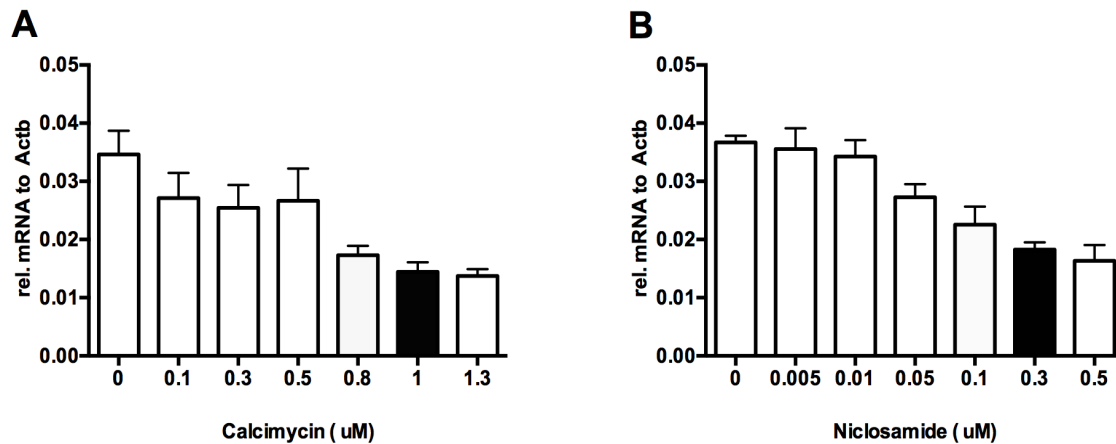 A
B
rel. mRNA to Actb
0.05
0.04
0.03
0.02
0.01
0.00
0 0.1 0.3 0.5 0.8 1 1.3
Calcimycin ( uM)
rel. mRNA to Actb
0.05
0.04
0.03
0.02
0.01
0.00
0 0.005 0.01 0.05 0.1 0.3 0.5
Niclosamide ( uM)